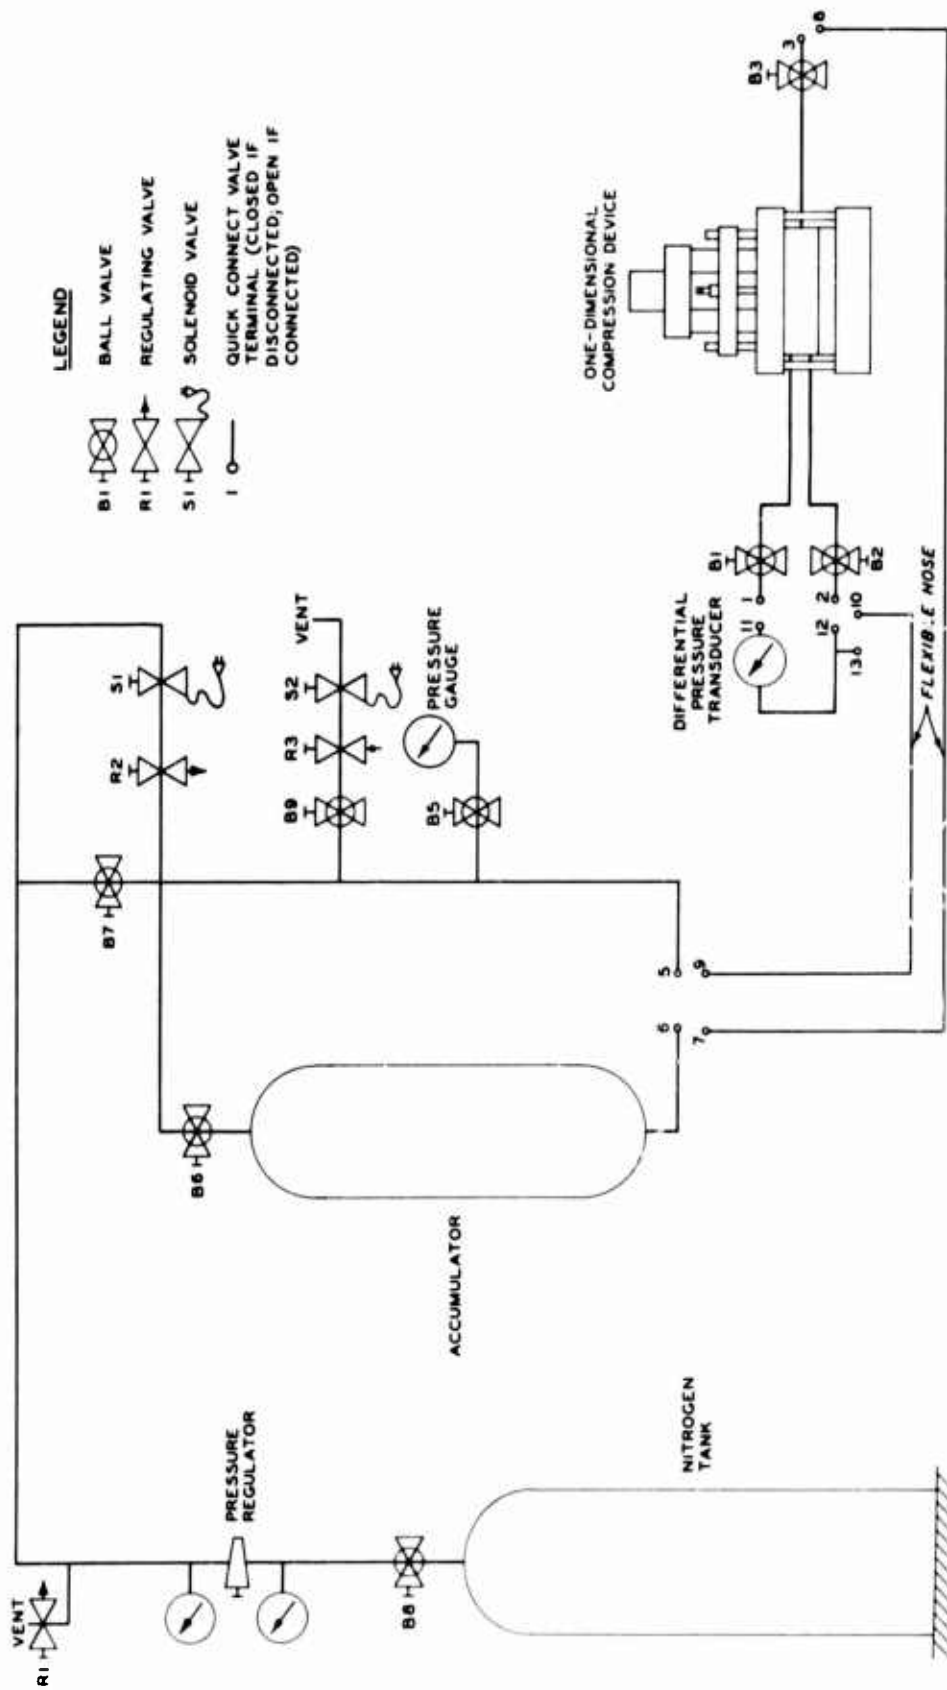 LEGEND
B1 BALL VALVE
R1 REGULATING VALVE
S1 SOLENOID VALVE
1 QUICK CONNECT VALVE
TERMINAL (CLOSED IF
DISCONNECTED; OPEN IF
CONNECTED)
VENT
R1
PRESSURE
REGULATOR
B8
NITROGEN
TANK
B6
ACCUMULATOR
B7
R2
S1
B9
R3
S2
VENT
B5
PRESSURE
GAUGE
5
6
7
9
DIFFERENTIAL
PRESSURE
TRANSDUCER
11
1
B1
12
2
B2
13
10
FLEXIBLE HOSE
ONE-DIMENSIONAL
COMPRESSION DEVICE
B3
3
8